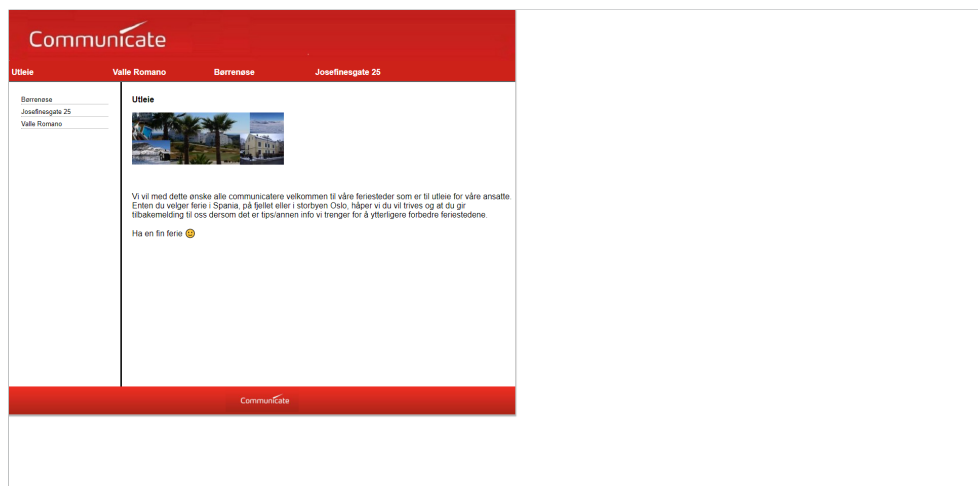 Communicate
Utleie Valle Romano Børrenøse Josefinesgate 25
Børrenøse
Josefinesgate 25
Valle Romano
Utleie
Vi vil med dette ønske alle communicatere velkommen til våre feriesteder som er til utleie for våre ansatte.
Enten du velger ferie i Spania, på fjellet eller i storbyen Oslo, håper vi du vil trives og at du gir
tilbakemelding til oss dersom det er tips/annen info vi trenger for å ytterligere forbedre feriestedene.
Ha en fin ferie
Communicate